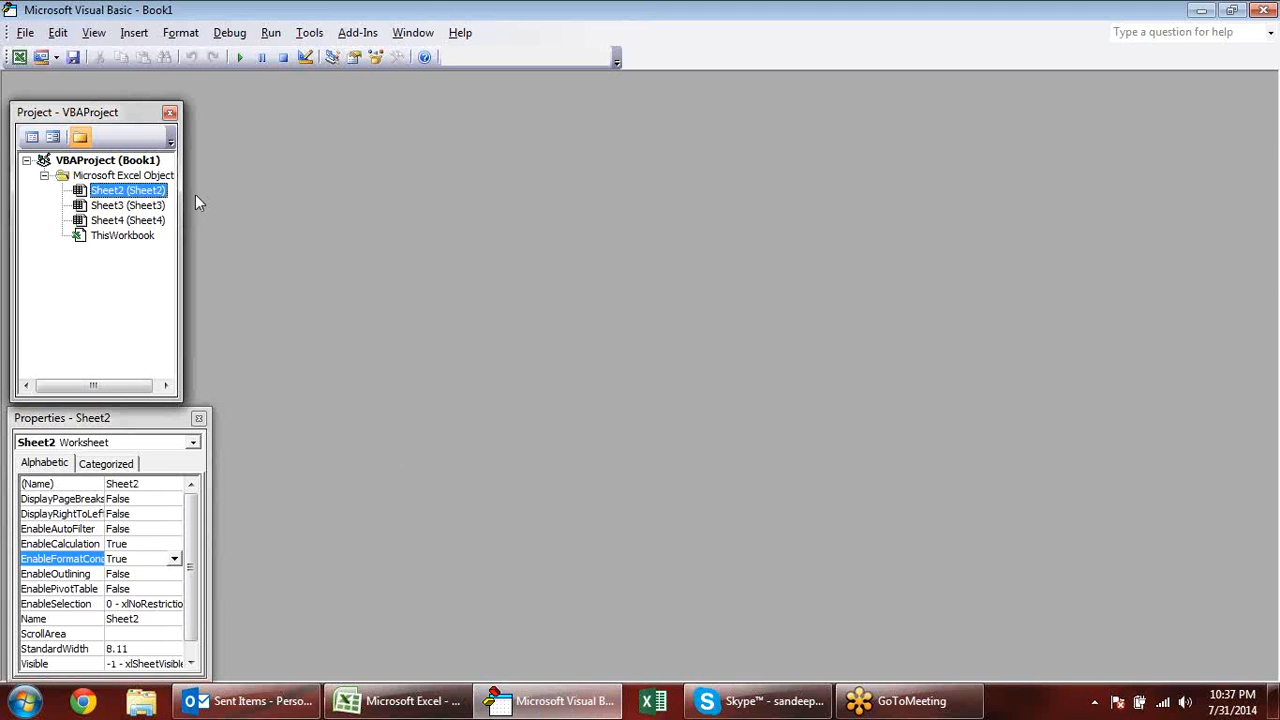 Microsoft Visual Basic - Book1
File Edit View Insert Format Debug Run Tools Add-Ins Window Help
Type a question for help
Project - VBAProject
VBAProject (Book1)
Microsoft Excel Object
Sheet2 (Sheet2)
Sheet3 (Sheet3)
Sheet4 (Sheet4)
ThisWorkbook
Properties - Sheet2
Sheet2 Worksheet
Alphabetic Categorized
(Name) Sheet2
DisplayPageBreaks False
DisplayRightToLeft False
EnableAutoFilter False
EnableCalculation True
EnableFormatCond True
EnableOutlining False
EnablePivotTable False
EnableSelection 0 - xlNoRestrictio
Name Sheet2
ScrollArea
StandardWidth 8.11
Visible -1 - xlSheetVisible
Sent Items - Perso... Microsoft Excel - ... Microsoft Visual B... Skype™ - sandeep... GoToMeeting
10:37 PM
7/31/2014